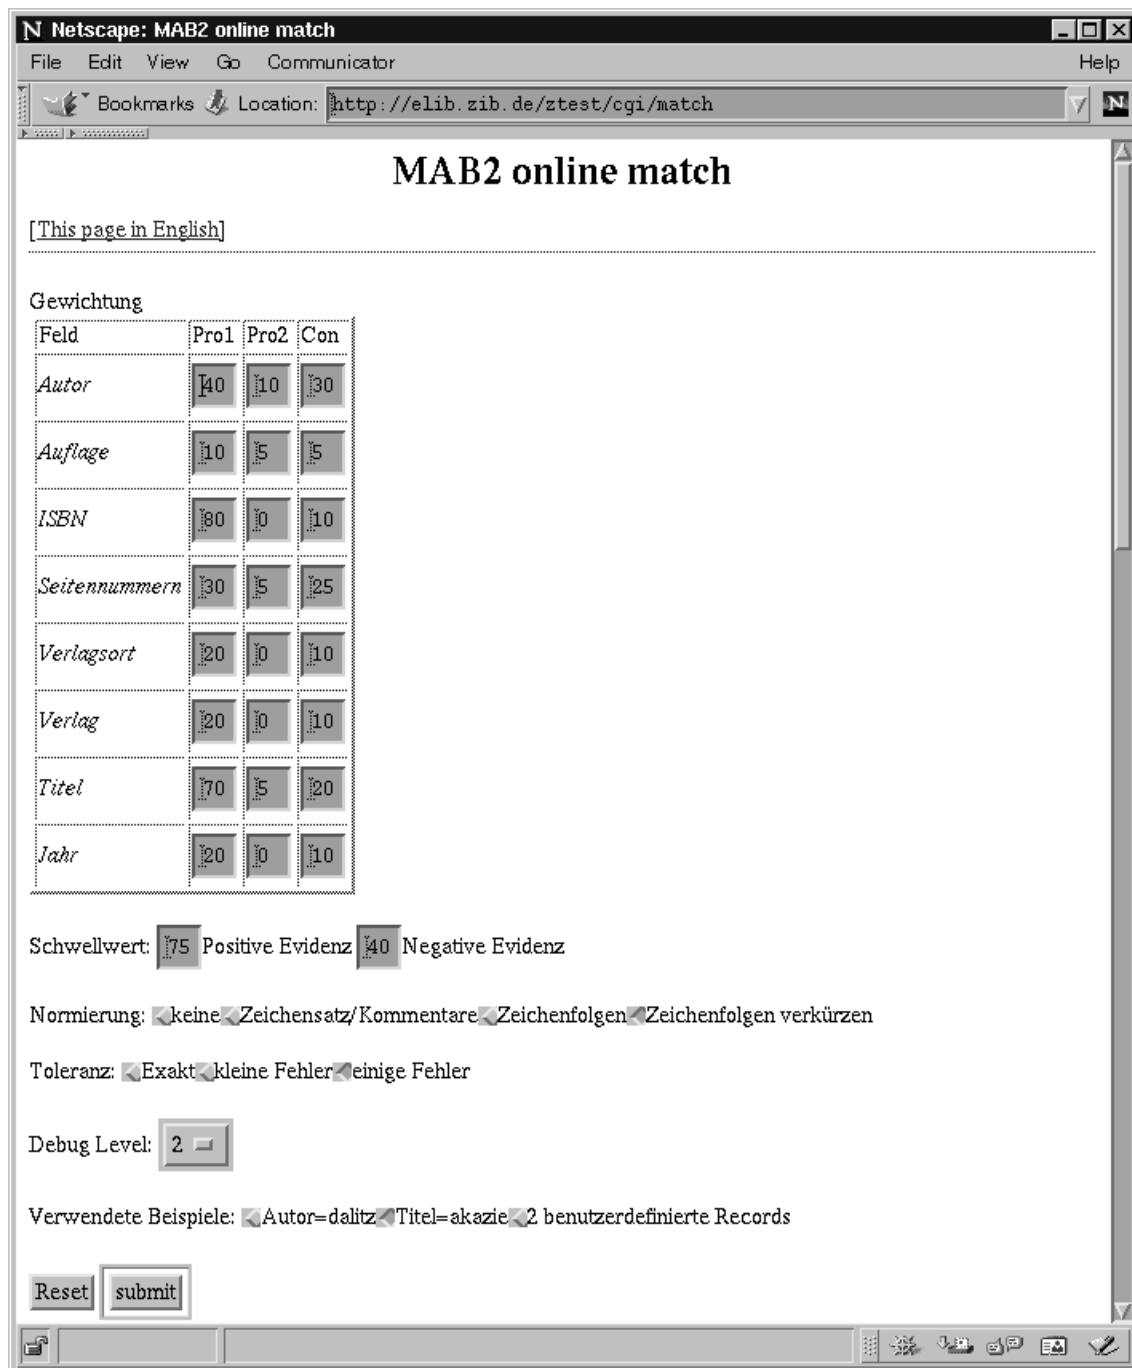 Netscape: MAB2 online match
File Edit View Go Communicator Help
Bookmarks Location: http://elib.zib.de/ztest/cgi/match
MAB2 online match
[This page in English]
Gewichtung
Feld Pro1 Pro2 Con
Autor 40 10 30
Auflage 10 5 5
ISBN 80 0 10
Seitennummern 30 5 25
Verlagsort 20 0 10
Verlag 20 0 10
Titel 70 5 20
Jahr 20 0 10
Schwellwert: 75 Positive Evidenz 40 Negative Evidenz
Normierung: keine Zeichensatz/Kommentare Zeichenfolgen Zeichenfolgen verkürzen
Toleranz: Exakt kleine Fehler einige Fehler
Debug Level: 2
Verwendete Beispiele: Autor=dalitz Titel=akazie 2 benutzerdefinierte Records
Reset submit